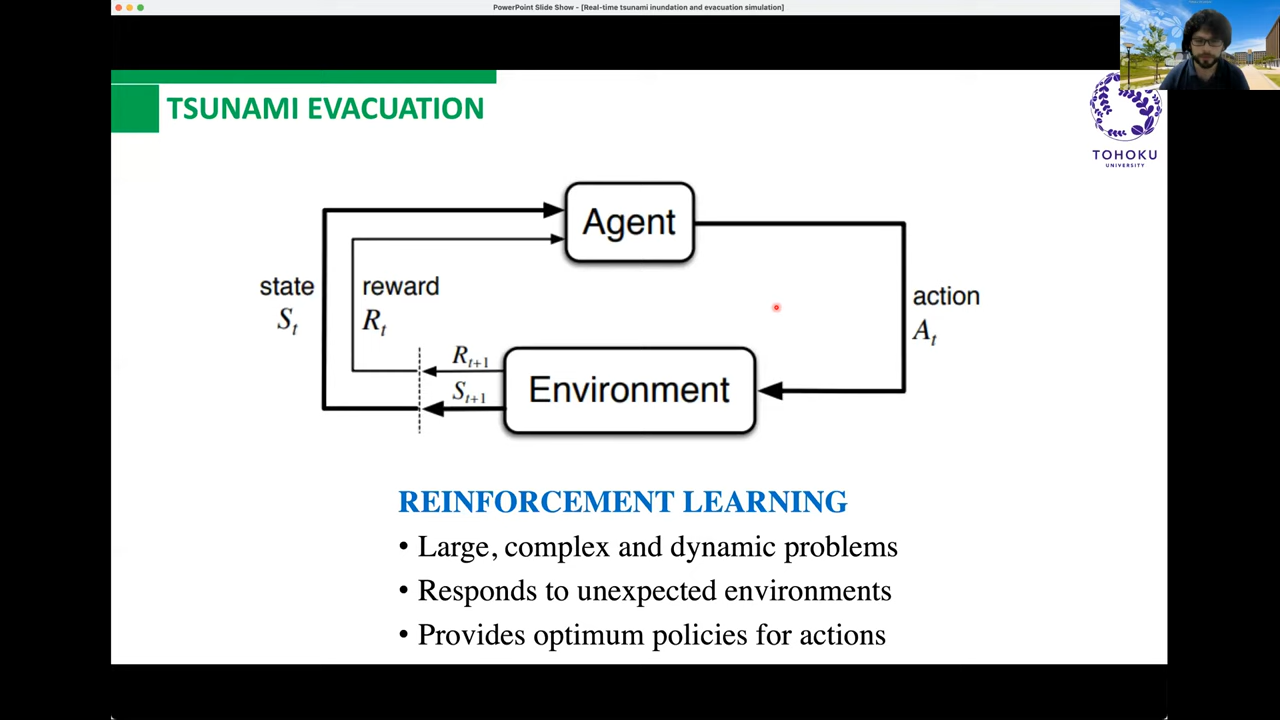 PowerPoint Slide Show - [Real-time tsunami inundation and evacuation simulation]
TSUNAMI EVACUATION
TOHOKU
UNIVERSITY
Agent
state
S_t
reward
R_t
action
A_t
R_{t+1}
S_{t+1}
Environment
REINFORCEMENT LEARNING
• Large, complex and dynamic problems
• Responds to unexpected environments
• Provides optimum policies for actions